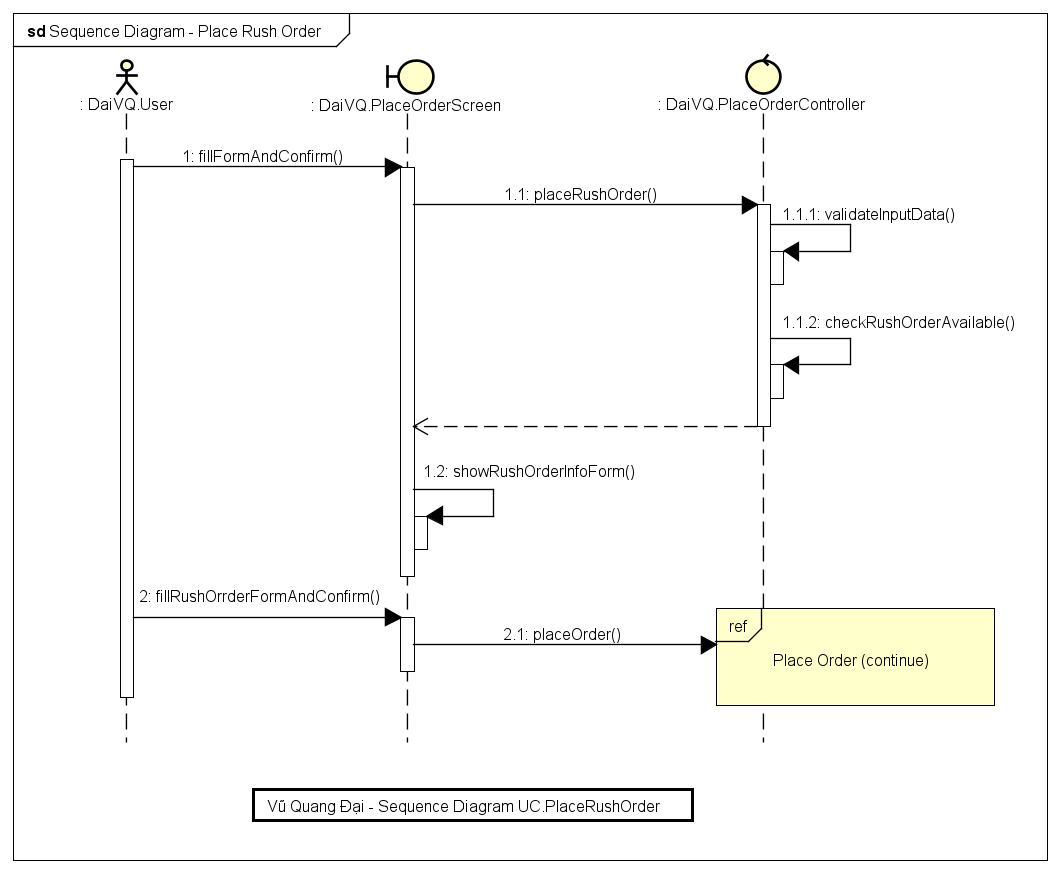 sd Sequence Diagram - Place Rush Order
: DaiVQ.User
: DaiVQ.PlaceOrderScreen
: DaiVQ.PlaceOrderController
1: fillFormAndConfirm()
1.1: placeRushOrder()
1.1.1: validateInputData()
1.1.2: checkRushOrderAvailable()
1.2: showRushOrderInfoForm()
2: fillRushOrrderFormAndConfirm()
2.1: placeOrder()
ref
Place Order (continue)
Vũ Quang Đại - Sequence Diagram UC.PlaceRushOrder